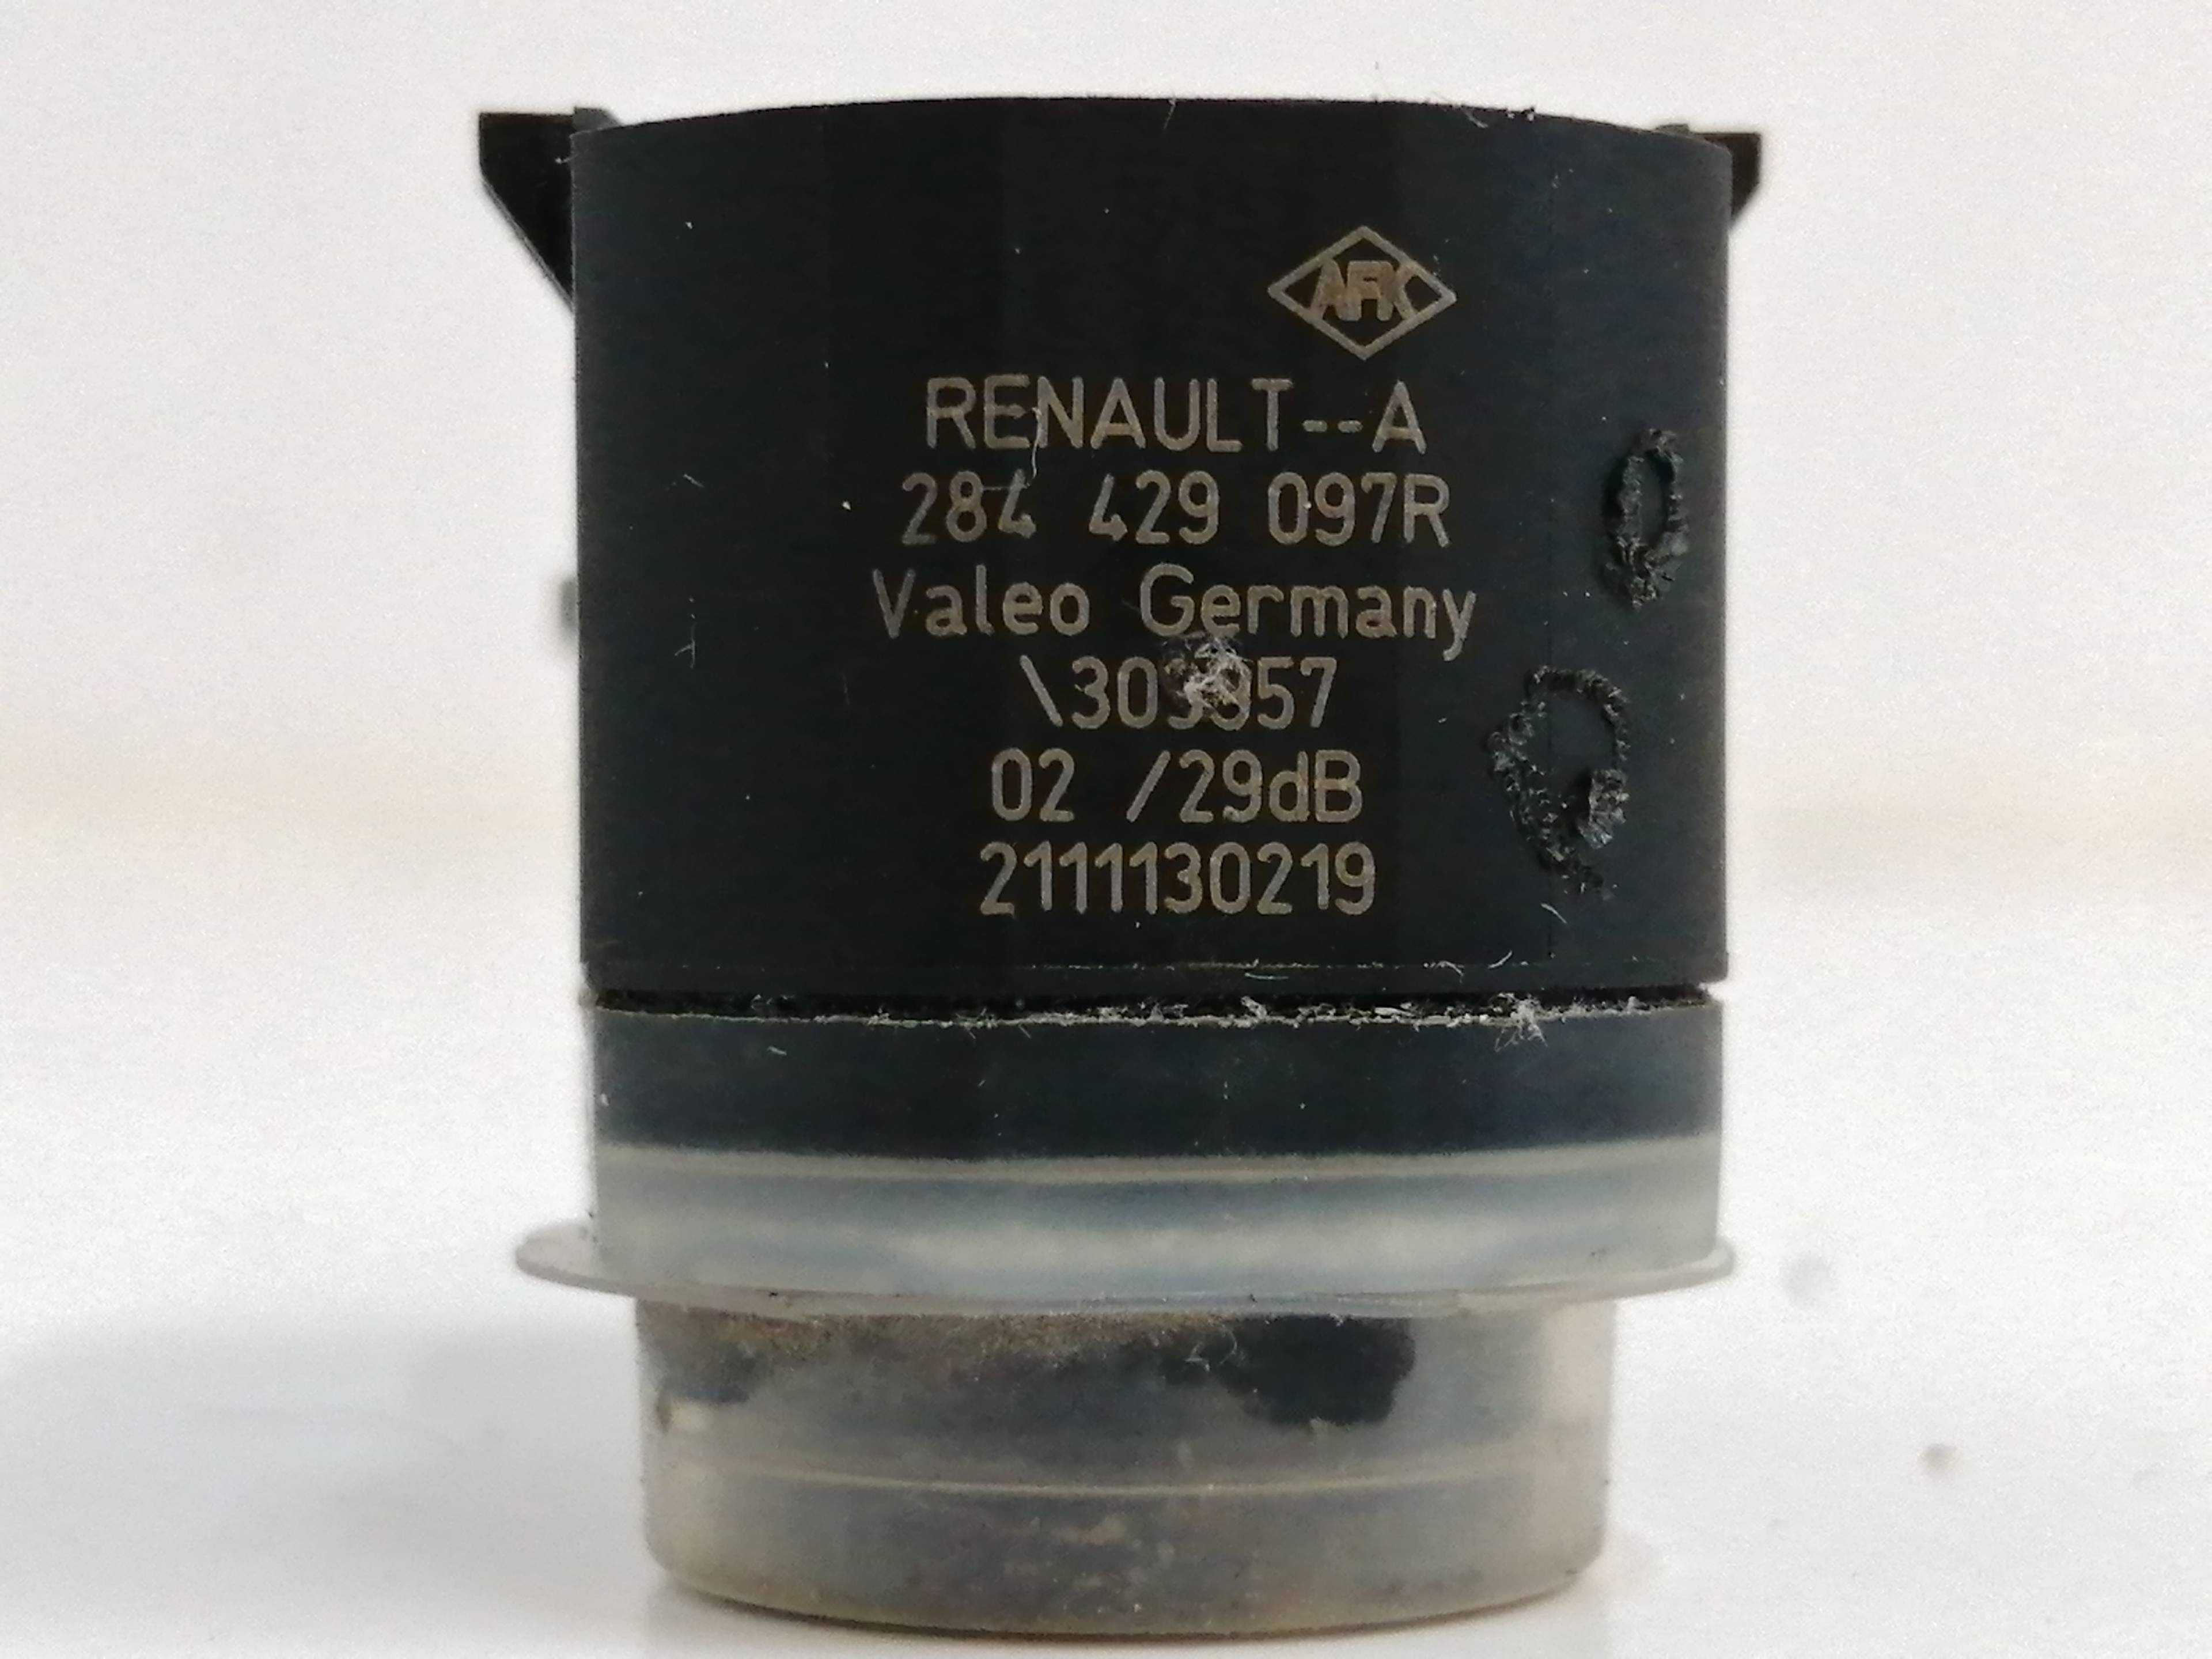 AFK
RENAULT--A
284 429 097R
Valeo Germany
02 /29dB
2111130219